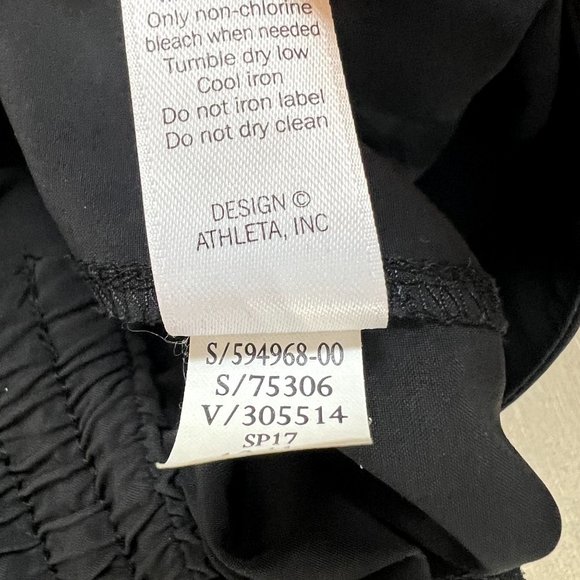 Only non-chlorine
bleach when needed
Tumble dry low
Cool iron
Do not iron label
Do not dry clean
DESIGN ©
ATHLETA, INC
S/594968-00
S/75306
V/305514
SP17